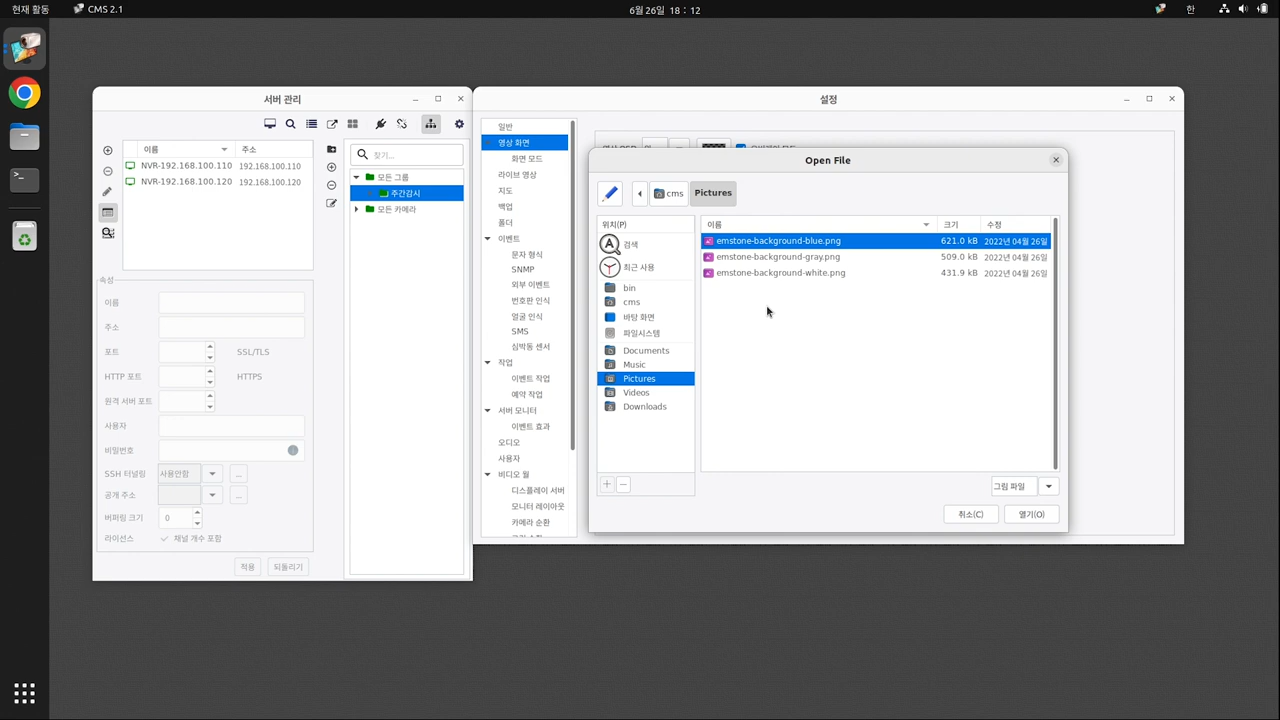 현재 활동 CMS 2.1 6월 26일 18 : 12 한
서버 관리
이름 주소
NVR-192.168.100.110 192.168.100.110
NVR-192.168.100.120 192.168.100.120
속성
이름
주소
포트 SSL/TLS
HTTP 포트 HTTPS
원격 서버 포트
사용자
비밀번호
SSH 터널링 사용안함 ...
공개 주소 ...
버퍼링 크기 0
라이선스 채널 개수 포함
적용 되돌리기
찾기...
모든 그룹
주간감시
모든 카메라
설정
일반
영상 화면
화면 모드
라이브 영상
지도
백업
폴더
이벤트
문자 형식
SNMP
외부 이벤트
번호판 인식
얼굴 인식
SMS
심박동 센서
작업
이벤트 작업
예약 작업
서버 모니터
이벤트 효과
오디오
사용자
비디오 월
디스플레이 서버
모니터 레이아웃
카메라 순환
Open File
cms Pictures
위치(P)
검색
최근 사용
bin
cms
바탕 화면
파일시스템
Documents
Music
Pictures
Videos
Downloads
이름 크기 수정
emstone-background-blue.png 621.0 kB 2022년 04월 26일
emstone-background-gray.png 509.0 kB 2022년 04월 26일
emstone-background-white.png 431.9 kB 2022년 04월 26일
그림 파일
취소(C) 열기(O)